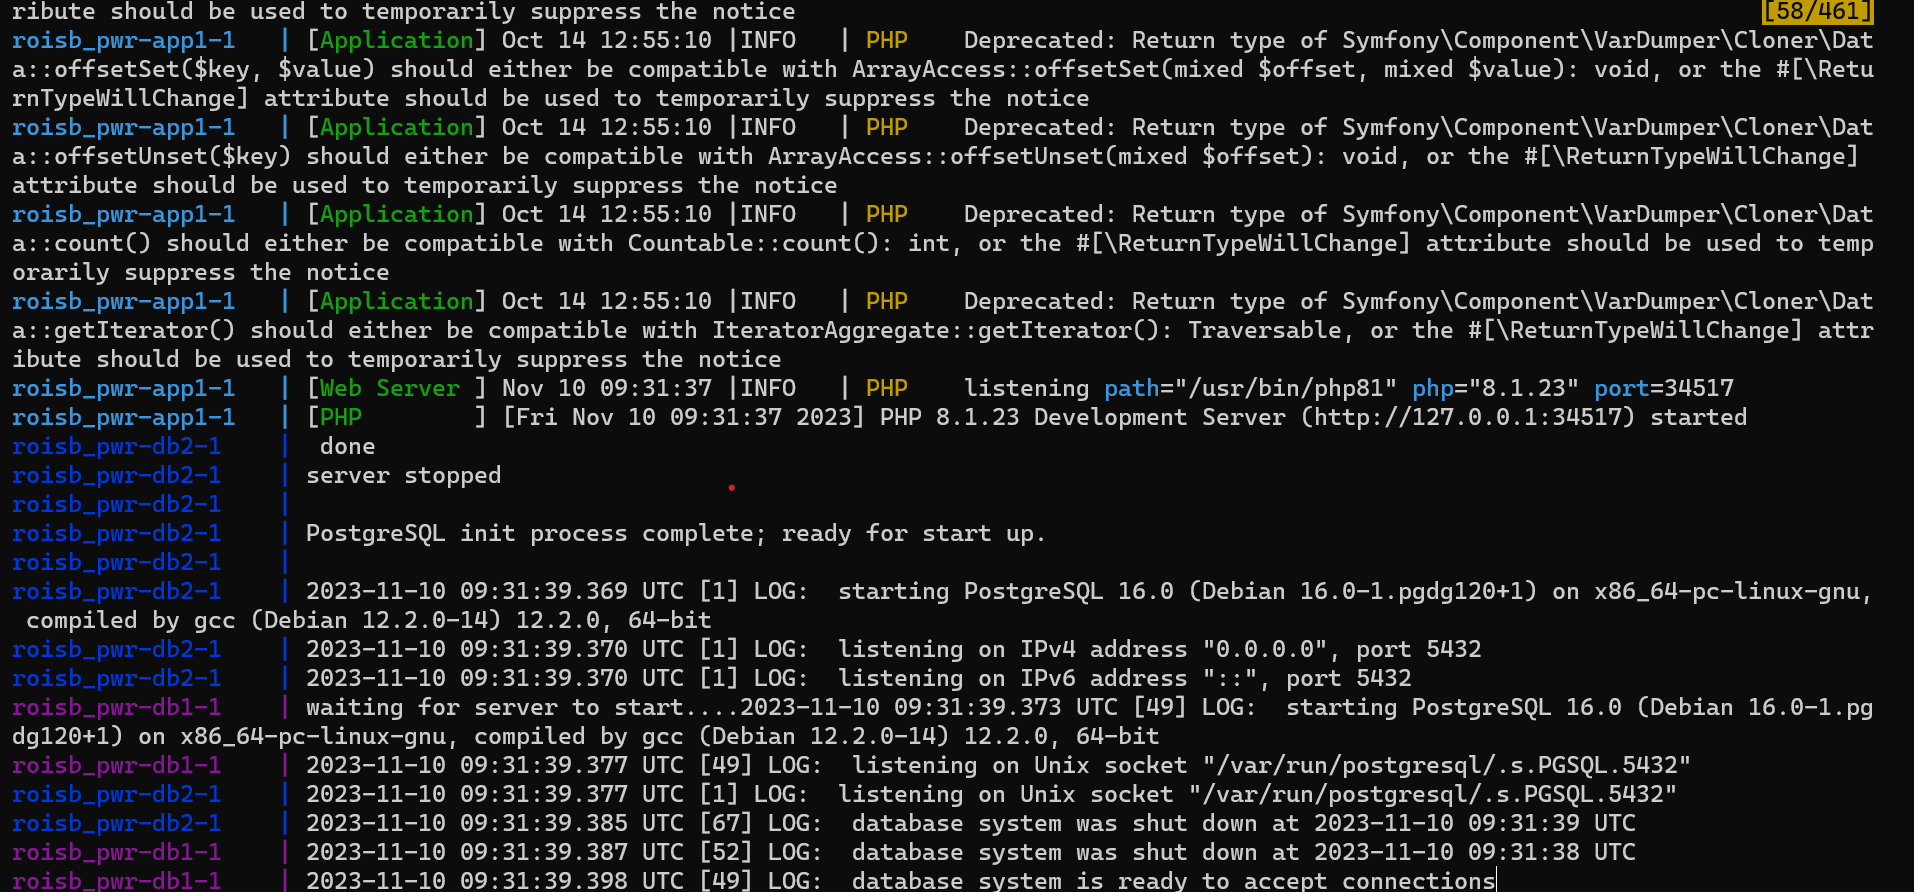 ribute should be used to temporarily suppress the notice [58/461]
roisb_pwr-app1-1   | [Application] Oct 14 12:55:10 |INFO   | PHP    Deprecated: Return type of Symfony\Component\VarDumper\Cloner\Dat
a::offsetSet($key, $value) should either be compatible with ArrayAccess::offsetSet(mixed $offset, mixed $value): void, or the #[\Retu
rnTypeWillChange] attribute should be used to temporarily suppress the notice
roisb_pwr-app1-1   | [Application] Oct 14 12:55:10 |INFO   | PHP    Deprecated: Return type of Symfony\Component\VarDumper\Cloner\Dat
a::offsetUnset($key) should either be compatible with ArrayAccess::offsetUnset(mixed $offset): void, or the #[\ReturnTypeWillChange]
attribute should be used to temporarily suppress the notice
roisb_pwr-app1-1   | [Application] Oct 14 12:55:10 |INFO   | PHP    Deprecated: Return type of Symfony\Component\VarDumper\Cloner\Dat
a::count() should either be compatible with Countable::count(): int, or the #[\ReturnTypeWillChange] attribute should be used to temp
orarily suppress the notice
roisb_pwr-app1-1   | [Application] Oct 14 12:55:10 |INFO   | PHP    Deprecated: Return type of Symfony\Component\VarDumper\Cloner\Dat
a::getIterator() should either be compatible with IteratorAggregate::getIterator(): Traversable, or the #[\ReturnTypeWillChange] attr
ibute should be used to temporarily suppress the notice
roisb_pwr-app1-1   | [Web Server ] Nov 10 09:31:37 |INFO   | PHP    listening path="/usr/bin/php81" php="8.1.23" port=34517
roisb_pwr-app1-1   | [PHP        ] [Fri Nov 10 09:31:37 2023] PHP 8.1.23 Development Server (http://127.0.0.1:34517) started
roisb_pwr-db2-1    |  done
roisb_pwr-db2-1    | server stopped
roisb_pwr-db2-1    |
roisb_pwr-db2-1    | PostgreSQL init process complete; ready for start up.
roisb_pwr-db2-1    |
roisb_pwr-db2-1    | 2023-11-10 09:31:39.369 UTC [1] LOG:  starting PostgreSQL 16.0 (Debian 16.0-1.pgdg120+1) on x86_64-pc-linux-gnu,
 compiled by gcc (Debian 12.2.0-14) 12.2.0, 64-bit
roisb_pwr-db2-1    | 2023-11-10 09:31:39.370 UTC [1] LOG:  listening on IPv4 address "0.0.0.0", port 5432
roisb_pwr-db2-1    | 2023-11-10 09:31:39.370 UTC [1] LOG:  listening on IPv6 address "::", port 5432
roisb_pwr-db1-1    | waiting for server to start....2023-11-10 09:31:39.373 UTC [49] LOG:  starting PostgreSQL 16.0 (Debian 16.0-1.pg
dg120+1) on x86_64-pc-linux-gnu, compiled by gcc (Debian 12.2.0-14) 12.2.0, 64-bit
roisb_pwr-db1-1    | 2023-11-10 09:31:39.377 UTC [49] LOG:  listening on Unix socket "/var/run/postgresql/.s.PGSQL.5432"
roisb_pwr-db2-1    | 2023-11-10 09:31:39.377 UTC [1] LOG:  listening on Unix socket "/var/run/postgresql/.s.PGSQL.5432"
roisb_pwr-db2-1    | 2023-11-10 09:31:39.385 UTC [67] LOG:  database system was shut down at 2023-11-10 09:31:39 UTC
roisb_pwr-db1-1    | 2023-11-10 09:31:39.387 UTC [52] LOG:  database system was shut down at 2023-11-10 09:31:38 UTC
roisb_pwr-db1-1    | 2023-11-10 09:31:39.398 UTC [49] LOG:  database system is ready to accept connections